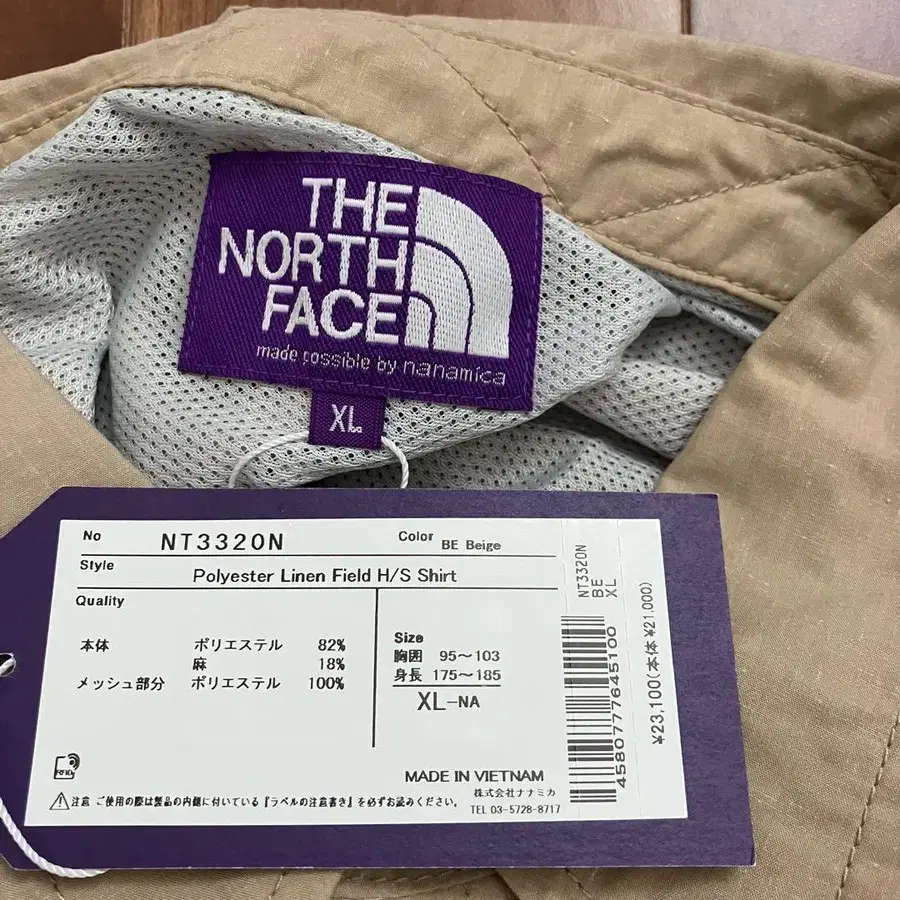 THE
NORTH
FACE
made possible by nanamica
XL
No NT3320N Color BE Beige
Style Polyester Linen Field H/S Shirt
Quality
本体 ポリエステル 82%
麻 18%
メッシュ部分 ポリエステル 100%
Size
胸囲 95～103
身長 175～185
XL-NA
RFID
MADE IN VIETNAM
株式会社ナナミカ
TEL 03-5728-8717
⚠注意 ご使用の際は製品の内側に付いている『ラベルの注意書き』を必ずお読みください。
NT3320N
BE
XL
4580777645100
¥23,100(本体¥21,000)